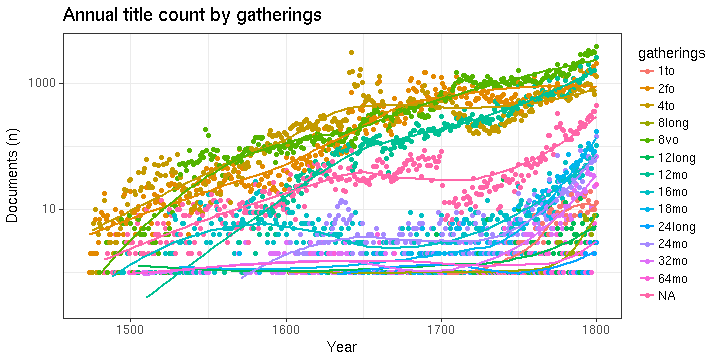 Annual title count by gatherings
Documents (n)
1000
10
1500
1600
1700
1800
Year
gatherings
1to
2fo
4to
8long
8vo
12long
12mo
16mo
18mo
24long
24mo
32mo
64mo
NA